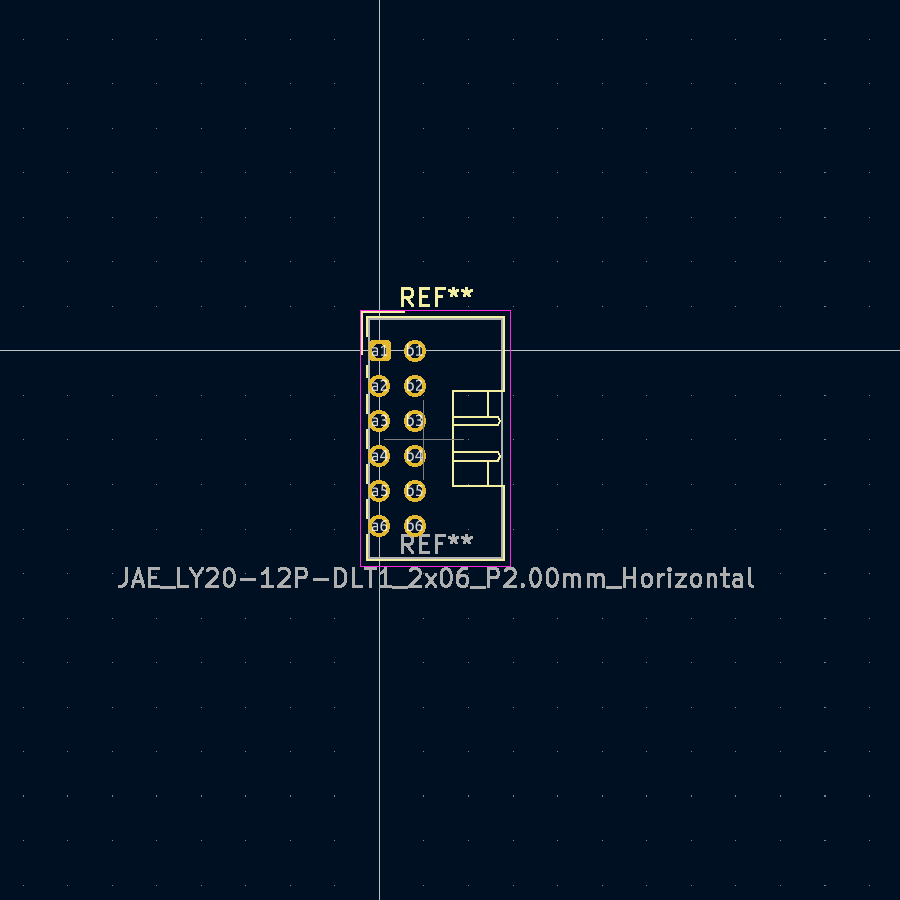 REF**
a1 b1
a2 b2
a3 b3
a4 b4
a5 b5
a6 b6
REF**
JAE_LY20-12P-DLT1_2x06_P2.00mm_Horizontal